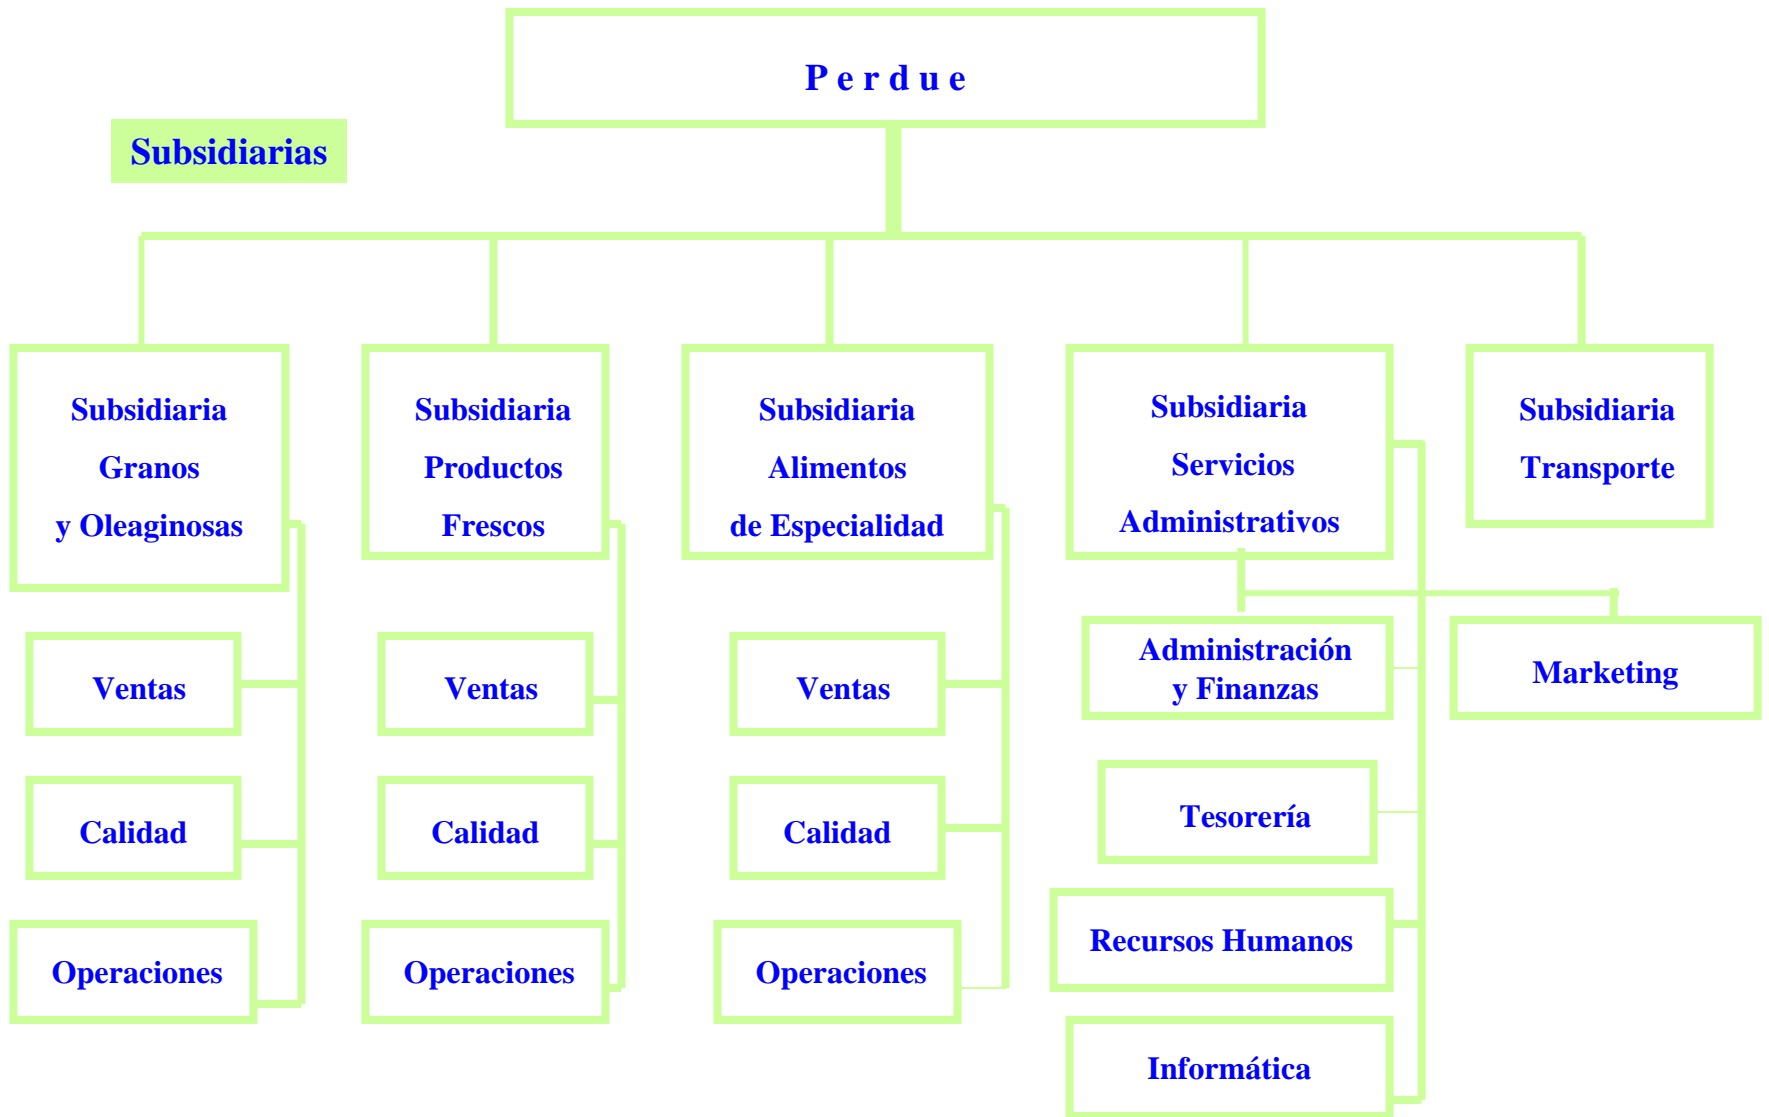 P e r d u e
Subsidiarias
Subsidiaria
Granos
y Oleaginosas
Subsidiaria
Productos
Frescos
Subsidiaria
Alimentos
de Especialidad
Subsidiaria
Servicios
Administrativos
Subsidiaria
Transporte
Ventas
Calidad
Operaciones
Ventas
Calidad
Operaciones
Ventas
Calidad
Operaciones
Administración
y Finanzas
Marketing
Tesorería
Recursos Humanos
Informática